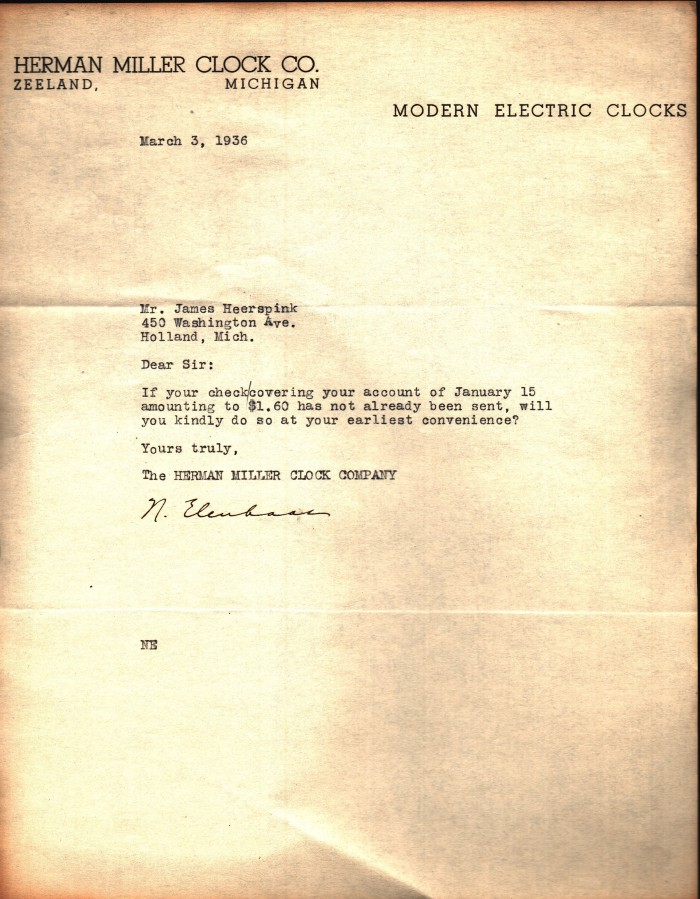 HERMAN MILLER CLOCK CO.
ZEELAND, MICHIGAN
MODERN ELECTRIC CLOCKS
March 3, 1936
Mr. James Heerspink
450 Washington Ave.
Holland, Mich.
Dear Sir:
If your check/covering your account of January 15
amounting to $1.60 has not already been sent, will
you kindly do so at your earliest convenience?
Yours truly,
The HERMAN MILLER CLOCK COMPANY
N. Elenbaas
NE